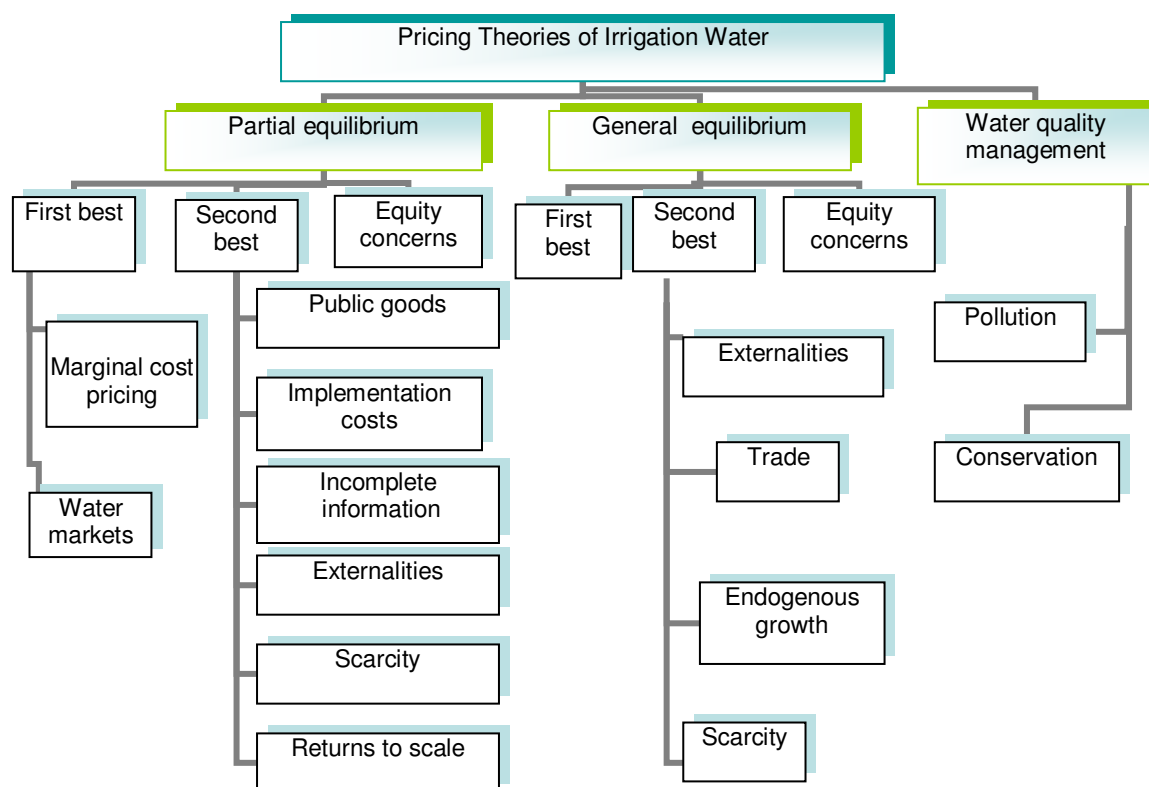 Pricing Theories of Irrigation Water
Partial equilibrium
General equilibrium
Water quality
management
First best
Second
best
Equity
concerns
First
best
Second
best
Equity
concerns
Public goods
Pollution
Externalities
Marginal cost
pricing
Implementation
costs
Trade
Conservation
Incomplete
information
Water
markets
Externalities
Endogenous
growth
Scarcity
Scarcity
Returns to scale